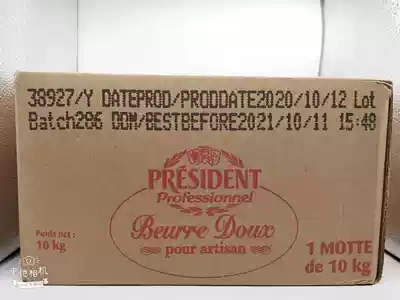 38927/Y DATEPROD/PRODDATE2020/10/12 Lot
Batch286 DDM/BESTBEFORE2021/10/11 15:48
PRÉSIDENT
Professionnel
Beurre Doux
pour artisan
Poids net :
10 kg
1 MOTTE
de 10 kg